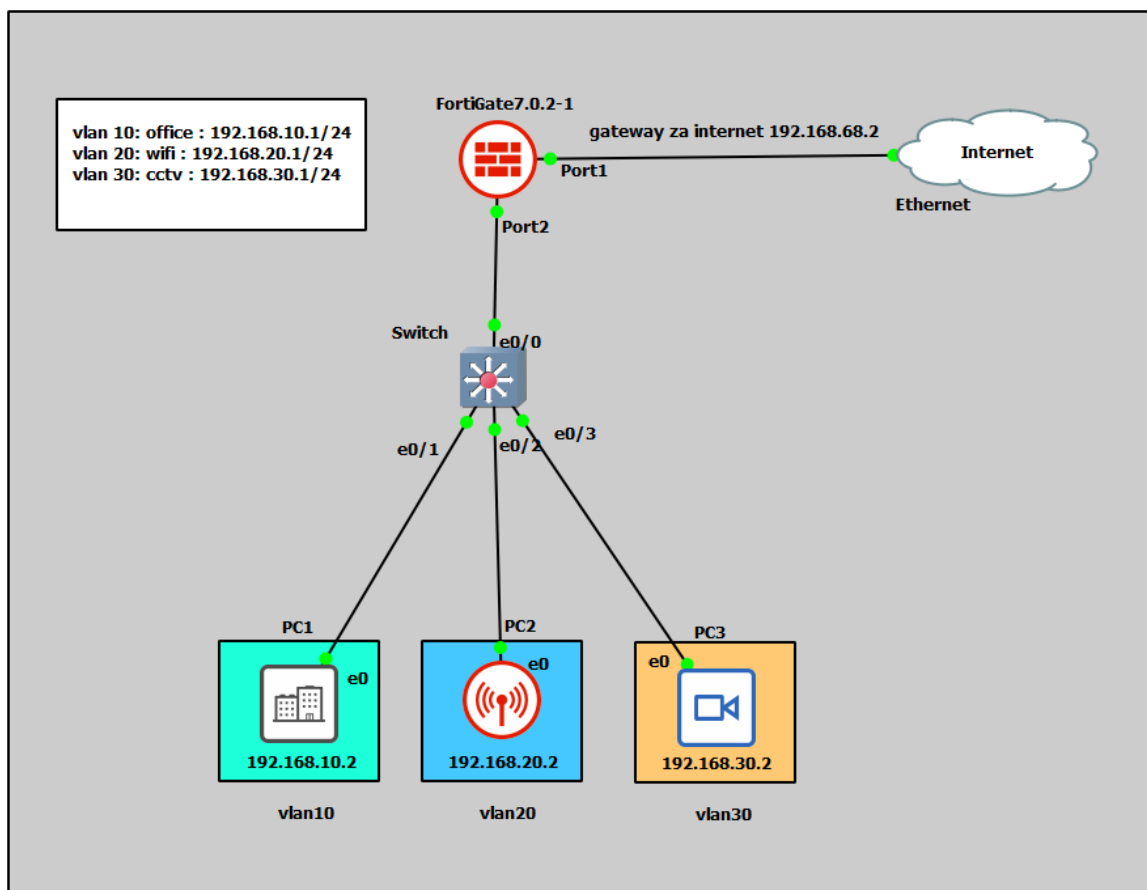 FortiGate7.0.2-1
vlan 10: office : 192.168.10.1/24
vlan 20: wifi : 192.168.20.1/24
vlan 30: cctv : 192.168.30.1/24
gateway za internet 192.168.68.2
Internet
Port1
Ethernet
Port2
Switch
e0/0
e0/1
e0/2
e0/3
PC1
PC2
PC3
e0
e0
e0
192.168.10.2
192.168.20.2
192.168.30.2
vlan10
vlan20
vlan30